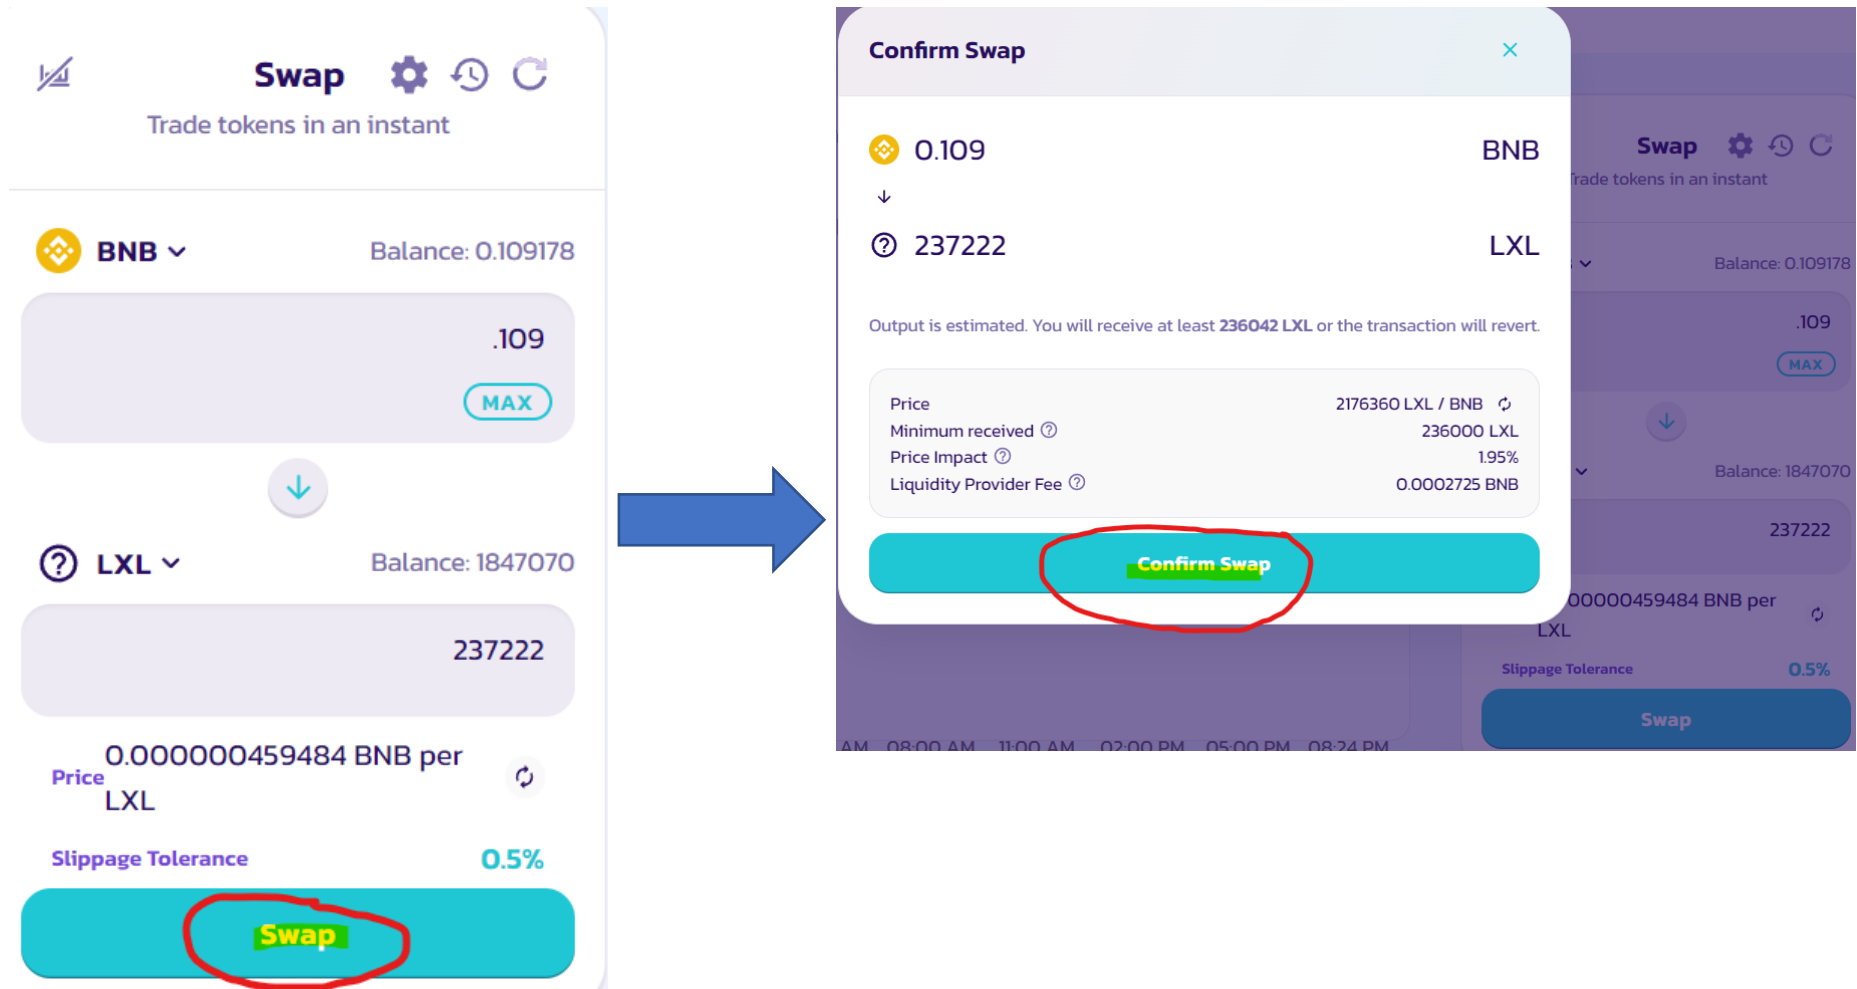 Swap
Trade tokens in an instant
BNB
Balance: 0.109178
.109
MAX
LXL
Balance: 1847070
237222
Price
0.000000459484 BNB per
LXL
Slippage Tolerance
0.5%
Swap
Confirm Swap
0.109
BNB
237222
LXL
Output is estimated. You will receive at least 236042 LXL or the transaction will revert.
Price
2176360 LXL / BNB
Minimum received
236000 LXL
Price Impact
1.95%
Liquidity Provider Fee
0.0002725 BNB
Confirm Swap
Swap
Trade tokens in an instant
Balance: 0.109178
.109
MAX
Balance: 1847070
237222
00000459484 BNB per
LXL
Slippage Tolerance
0.5%
Swap
AM 08:00 AM 11:00 AM 02:00 PM 05:00 PM 08:24 PM